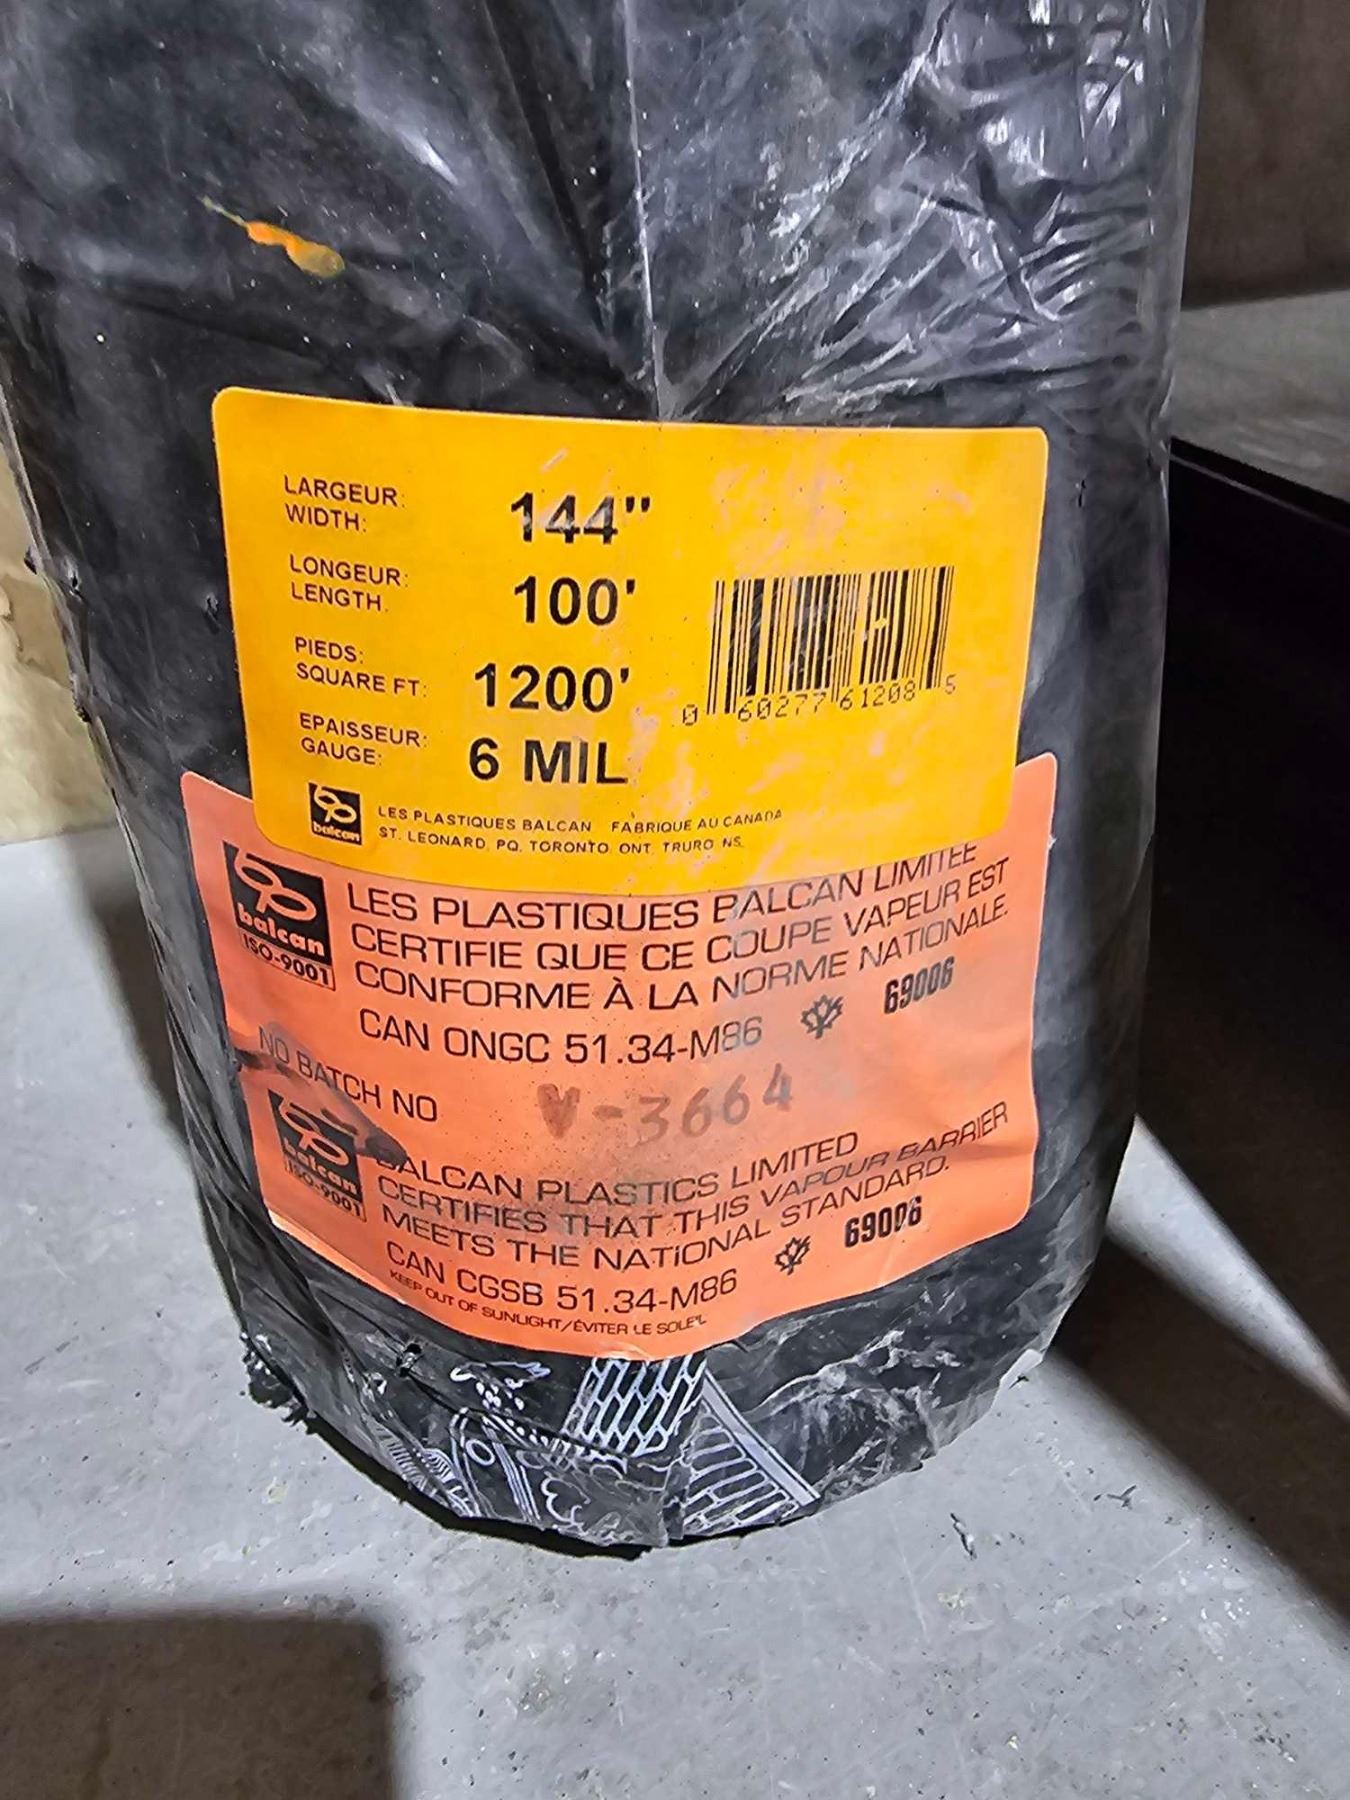 LARGEUR:
WIDTH:
144"
LONGEUR:
LENGTH.
100'
PIEDS:
SQUARE FT:
1200'
EPAISSEUR:
GAUGE:
6 MIL
0 60277 61208 5
balcan
LES PLASTIQUES BALCAN FABRIQUE AU CANADA
ST. LEONARD, PQ. TORONTO, ONT. TRURO NS.
balcan
ISO-9001
LES PLASTIQUES BALCAN LIMITEE
CERTIFIE QUE CE COUPE VAPEUR EST
CONFORME À LA NORME NATIONALE.
CAN ONGC 51.34-M86
69006
NO BATCH NO
V-3664
balcan
ISO-9001
BALCAN PLASTICS LIMITED
CERTIFIES THAT THIS VAPOUR BARRIER
MEETS THE NATIONAL STANDARD.
CAN CGSB 51.34-M86
69006
KEEP OUT OF SUNLIGHT/ÉVITER LE SOLEIL